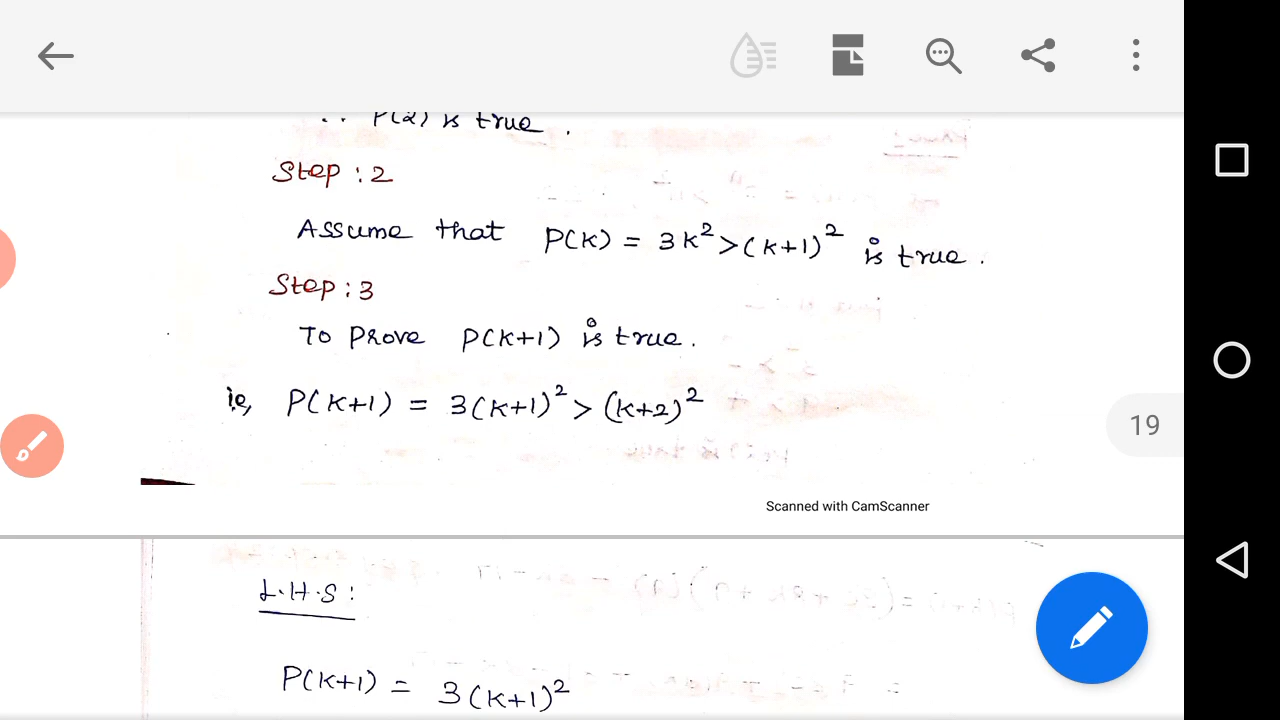 ∴ P(2) is true.
Step : 2
Assume that P(K) = 3K² > (K+1)² is true.
Step : 3
To Prove P(K+1) is true.
ie, P(K+1) = 3(K+1)² > (K+2)²
19
Scanned with CamScanner
L.H.S :
P(K+1) = 3(K+1)²